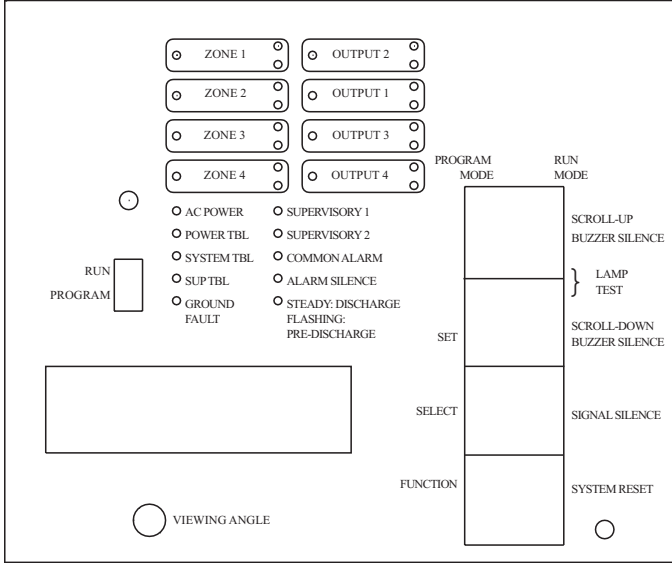 ZONE 1
OUTPUT 2
ZONE 2
OUTPUT 1
ZONE 3
OUTPUT 3
ZONE 4
OUTPUT 4
PROGRAM
MODE
RUN
MODE
AC POWER
POWER TBL
SYSTEM TBL
SUP TBL
GROUND
FAULT
SUPERVISORY 1
SUPERVISORY 2
COMMON ALARM
ALARM SILENCE
STEADY: DISCHARGE
FLASHING:
PRE-DISCHARGE
RUN
PROGRAM
SCROLL-UP
BUZZER SILENCE
LAMP
TEST
SET
SCROLL-DOWN
BUZZER SILENCE
SELECT
SIGNAL SILENCE
FUNCTION
SYSTEM RESET
VIEWING ANGLE